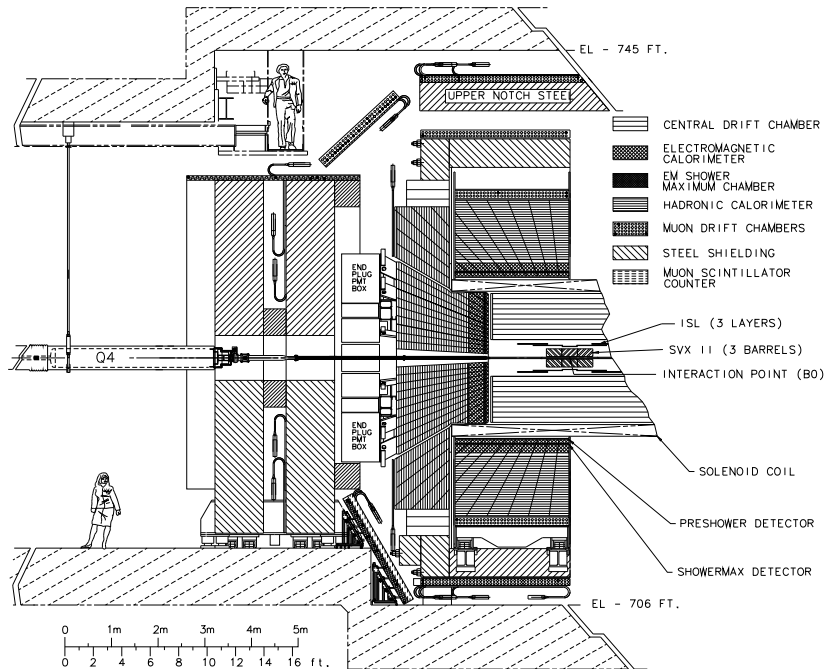 EL - 745 FT.
UPPER NOTCH STEEL
CENTRAL DRIFT CHAMBER
ELECTROMAGNETIC
CALORIMETER
EM SHOWER
MAXIMUM CHAMBER
HADRONIC CALORIMETER
MUON DRIFT CHAMBERS
STEEL SHIELDING
MUON SCINTILLATOR
COUNTER
END
PLUG
PMT
BOX
ISL (3 LAYERS)
Q4
SVX II (3 BARRELS)
INTERACTION POINT (B0)
END
PLUG
PMT
BOX
SOLENOID COIL
PRESHOWER DETECTOR
SHOWERMAX DETECTOR
EL - 706 FT.
0 1m 2m 3m 4m 5m
0 2 4 6 8 10 12 14 16 ft.